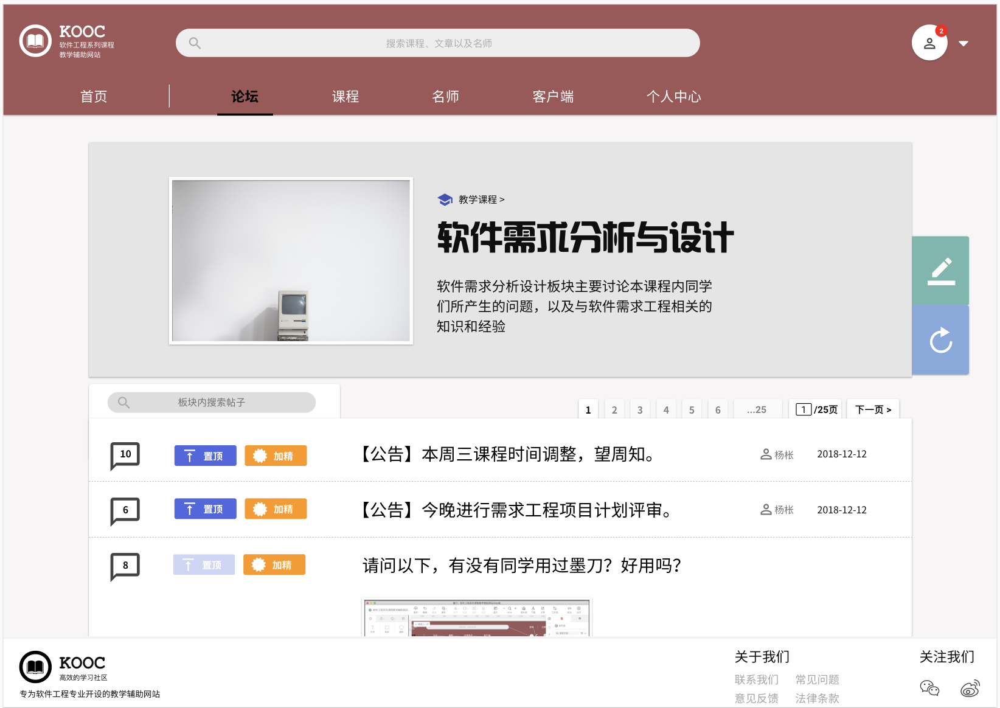 KOOC
软件工程系列课程
教学辅助网站
搜索课程、文章以及名师
2
首页
论坛
课程
名师
客户端
个人中心
教学课程 >
软件需求分析与设计
软件需求分析设计板块主要讨论本课程内同学
们所产生的问题，以及与软件需求工程相关的
知识和经验
板块内搜索帖子
1 2 3 4 5 6 ...25 1 /25页 下一页 >
10 置顶 加精 【公告】本周三课程时间调整，望周知。 杨枨 2018-12-12
6 置顶 加精 【公告】今晚进行需求工程项目计划评审。 杨枨 2018-12-12
8 置顶 加精 请问以下，有没有同学用过墨刀？好用吗？
KOOC
高效的学习社区
专为软件工程专业开设的教学辅助网站
关于我们
联系我们 常见问题
意见反馈 法律条款
关注我们